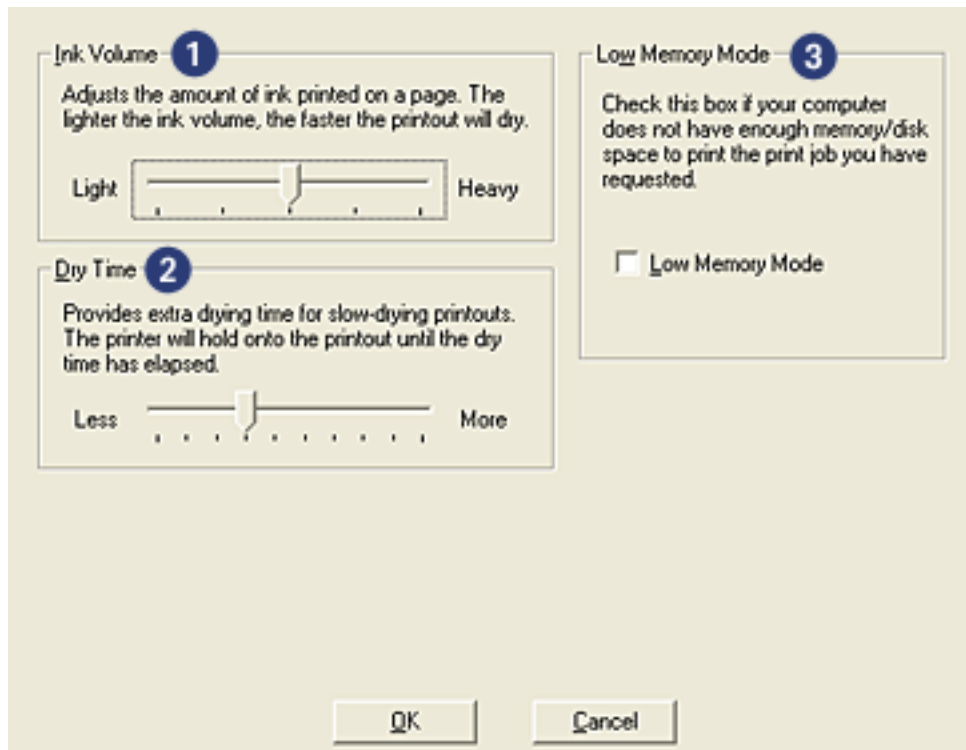 Ink Volume 1
Adjusts the amount of ink printed on a page. The
lighter the ink volume, the faster the printout will dry.
Light Heavy
Dry Time 2
Provides extra drying time for slow-drying printouts.
The printer will hold onto the printout until the dry
time has elapsed.
Less More
Low Memory Mode 3
Check this box if your computer
does not have enough memory/disk
space to print the print job you have
requested.
Low Memory Mode
OK Cancel